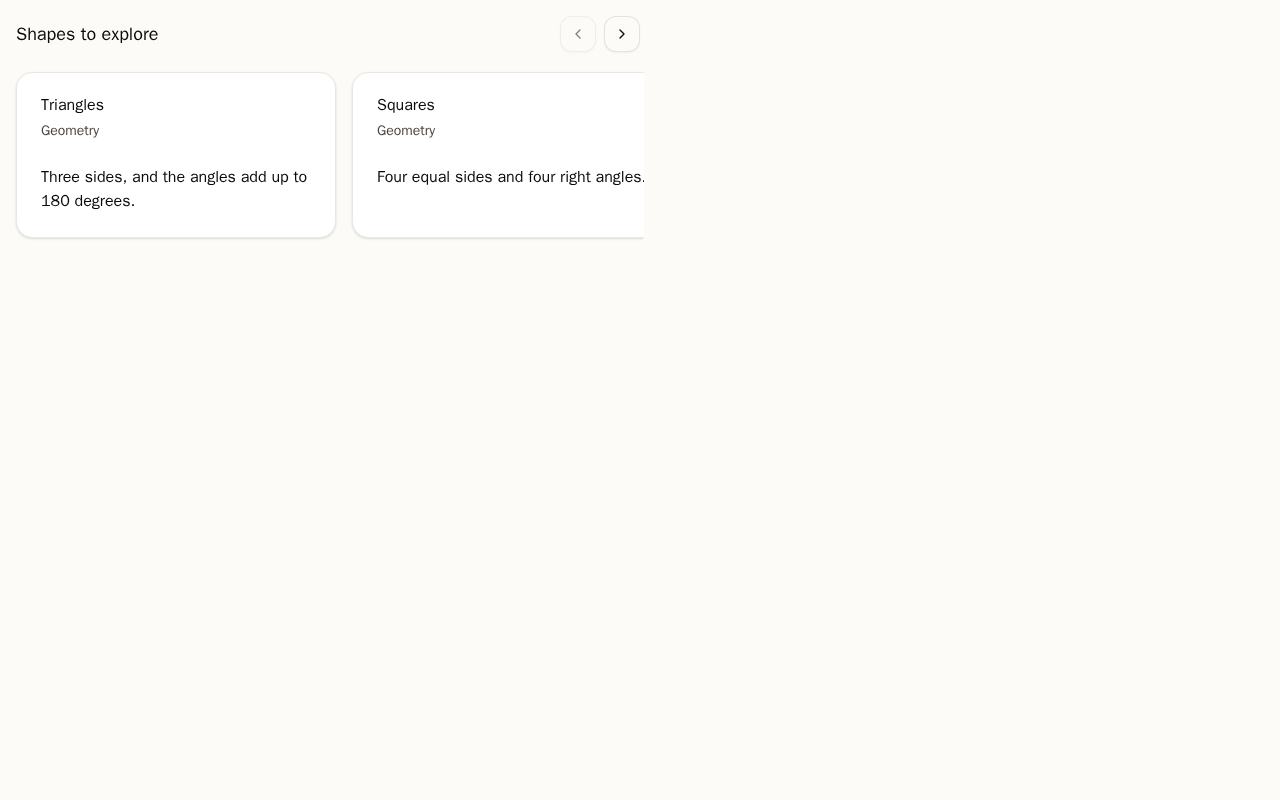 Shapes to explore
Triangles
Geometry
Three sides, and the angles add up to
180 degrees.
Squares
Geometry
Four equal sides and four right angles.